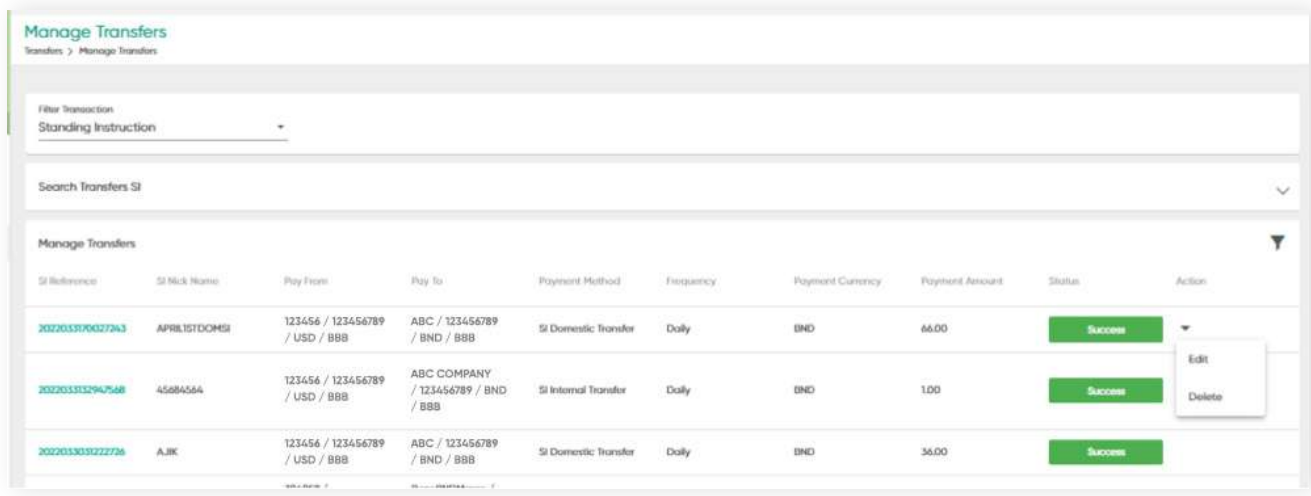 Manage Transfers
Transfers > Manage Transfers
Filter Transaction
Standing Instruction
Search Transfers SI
Manage Transfers
SI Reference SI Nick Name Pay From Pay To Payment Method Frequency Payment Currency Payment Amount Status Action
2022033170027243 APRIL1STDOMSI 123456 / 123456789 / USD / BBB ABC / 123456789 / BND / BBB SI Domestic Transfer Daily BND 66.00 Success
Edit
Delete
2022033132947568 45684564 123456 / 123456789 / USD / BBB ABC COMPANY / 123456789 / BND / BBB SI Internal Transfer Daily BND 1.00 Success
2022033031222726 AJIK 123456 / 123456789 / USD / BBB ABC / 123456789 / BND / BBB SI Domestic Transfer Daily BND 36.00 Success